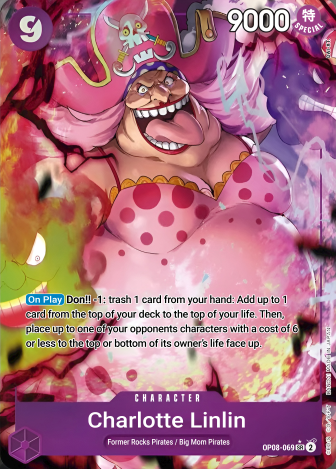 9
9000
特
SPECIAL
On Play Don!! -1: trash 1 card from your hand: Add up to 1
card from the top of your deck to the top of your life. Then,
place up to one of your opponents characters with a cost of 6
or less to the top or bottom of its owner's life face up.
CHARACTER
Charlotte Linlin
Former Rocks Pirates / Big Mom Pirates
OP08-069 SR 2